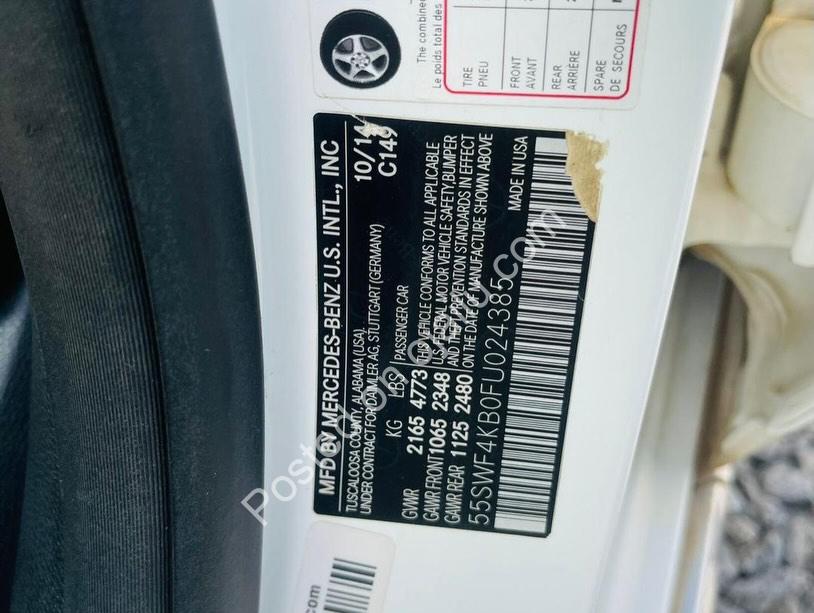 The combined
Le poids total des
TIRE
PNEU
FRONT
AVANT
REAR
ARRIÈRE
SPARE
DE SECOURS
MFD BY MERCEDES-BENZ U.S. INTL., INC
TUSCALOOSA COUNTY, ALABAMA (USA),
UNDER CONTRACT FOR DAIMLER AG, STUTTGART (GERMANY)
10/14
C149
KG LBS PASSENGER CAR
GVWR 2165 4773 THIS VEHICLE CONFORMS TO ALL APPLICABLE
GAWR FRONT 1065 2348 U.S. FEDERAL MOTOR VEHICLE SAFETY, BUMPER
GAWR REAR 1125 2480 AND THEFT PREVENTION STANDARDS IN EFFECT
ON THE DATE OF MANUFACTURE SHOWN ABOVE
55SWF4KB0FU024385
MADE IN USA
.com